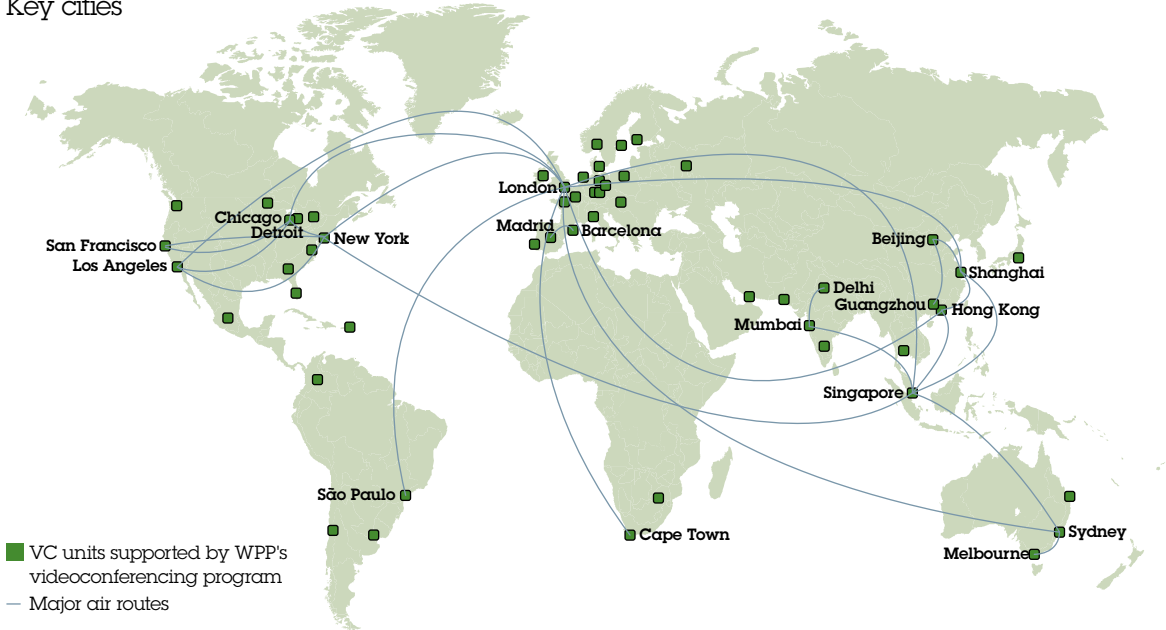 Key cities
London
Chicago
Detroit
New York
Madrid
Barcelona
San Francisco
Los Angeles
Beijing
Shanghai
Delhi
Guangzhou
Hong Kong
Mumbai
Singapore
São Paulo
Cape Town
Sydney
Melbourne
VC units supported by WPP's
videoconferencing program
Major air routes